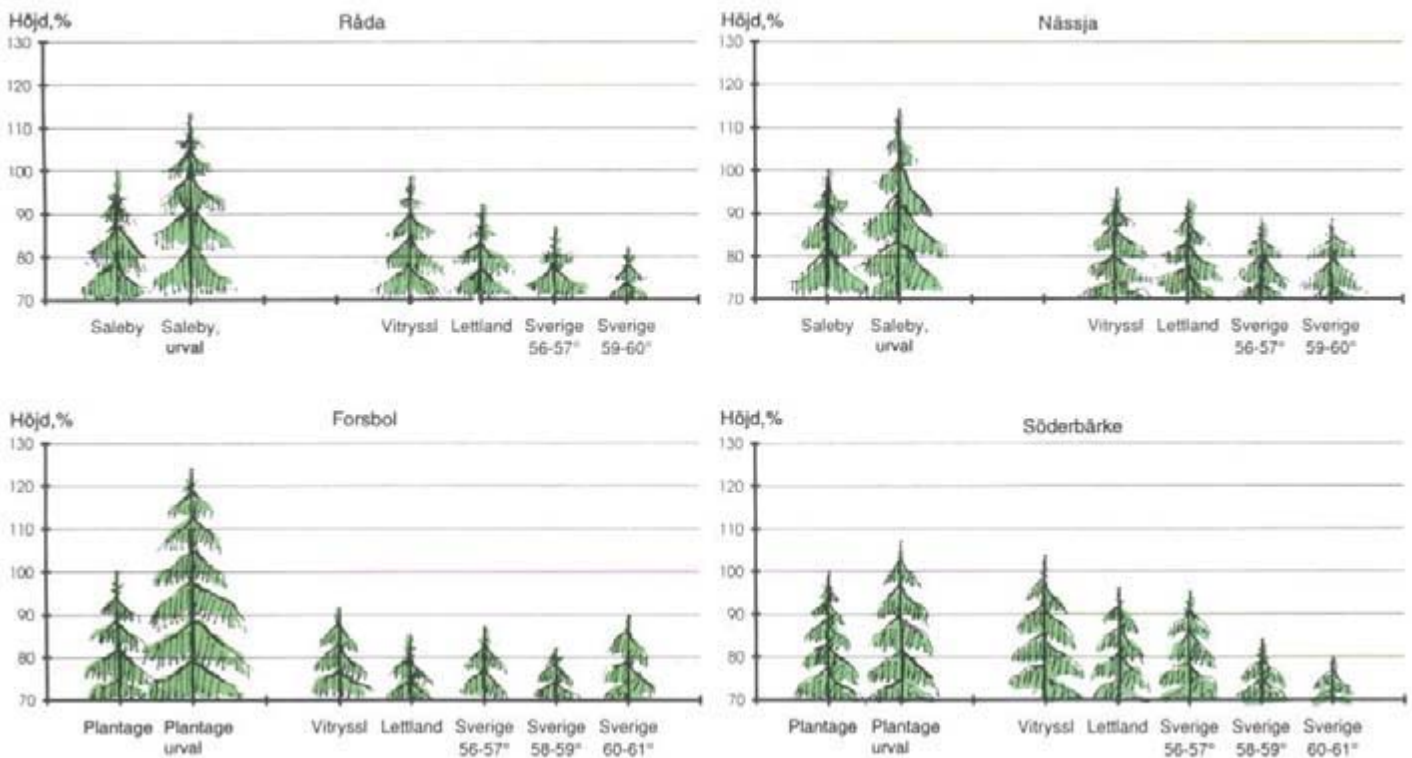 Höjd,%
Råda
130
120
110
100
90
80
70
Saleby
Saleby,
urval
Vitryssl
Lettland
Sverige
56-57°
Sverige
59-60°
Höjd,%
Nässja
130
120
110
100
90
80
70
Saleby
Saleby,
urval
Vitryssl
Lettland
Sverige
56-57°
Sverige
59-60°
Höjd,%
Forsbol
130
120
110
100
90
80
70
Plantage
Plantage
urval
Vitryssl
Lettland
Sverige
56-57°
Sverige
58-59°
Sverige
60-61°
Höjd,%
Söderbärke
130
120
110
100
90
80
70
Plantage
Plantage
urval
Vitryssl
Lettland
Sverige
56-57°
Sverige
58-59°
Sverige
60-61°